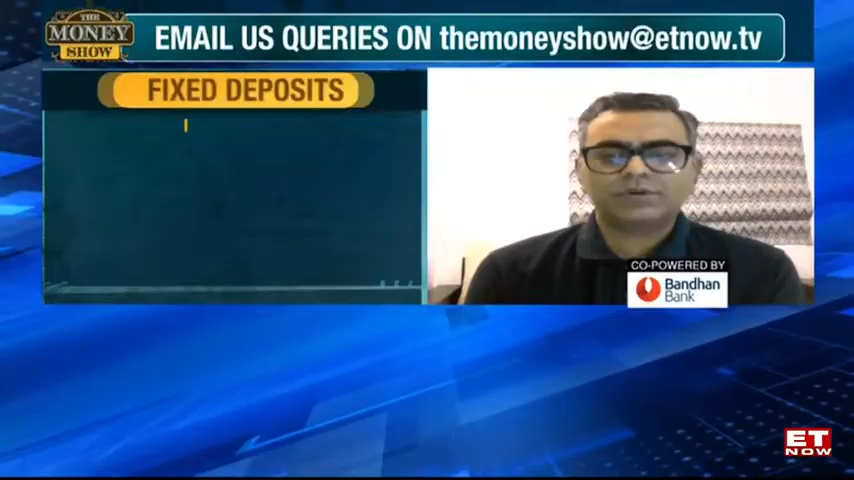 THE
MONEY
SHOW
EMAIL US QUERIES ON themoneyshow@etnow.tv
FIXED DEPOSITS
CO-POWERED BY
Bandhan
Bank
ET
NOW